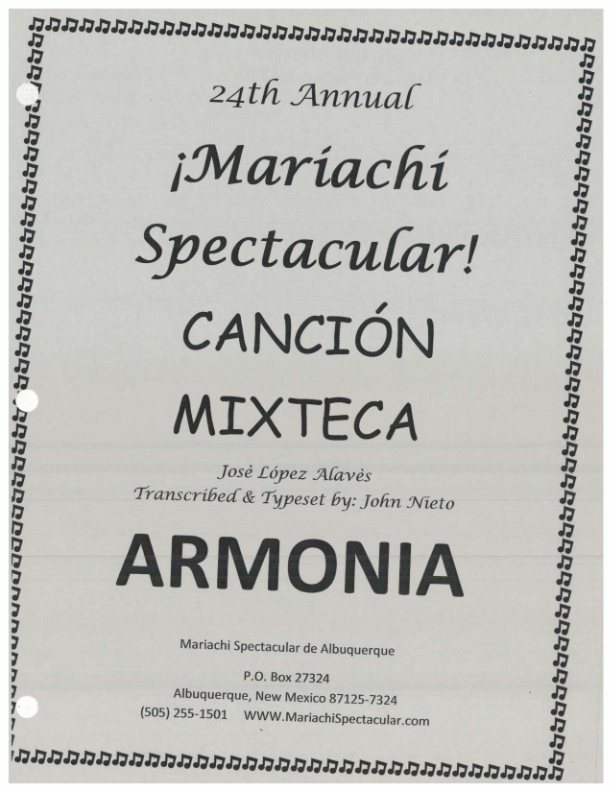 24th Annual
¡Mariachi
Spectacular!
CANCIÓN
MIXTECA
Josè López Alavès
Transcribed & Typeset by: John Nieto
ARMONIA
Mariachi Spectacular de Albuquerque
P.O. Box 27324
Albuquerque, New Mexico 87125-7324
(505) 255-1501 WWW.MariachiSpectacular.com